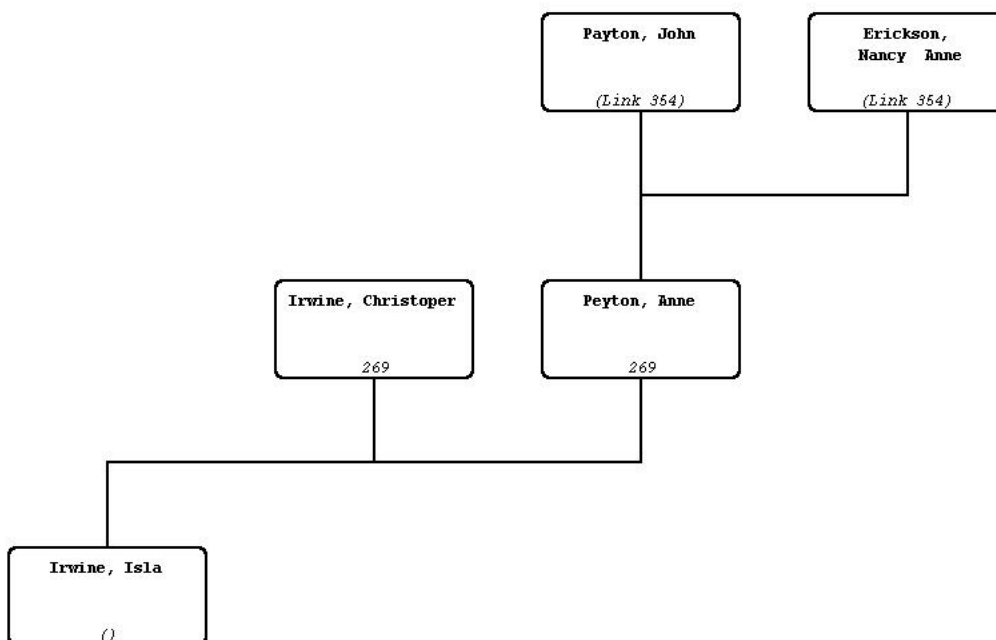 Payton, John
(Link 354)
Erickson,
Nancy  Anne
(Link 354)
Irwine, Christoper
269
Peyton, Anne
269
Irwine, Isla
()